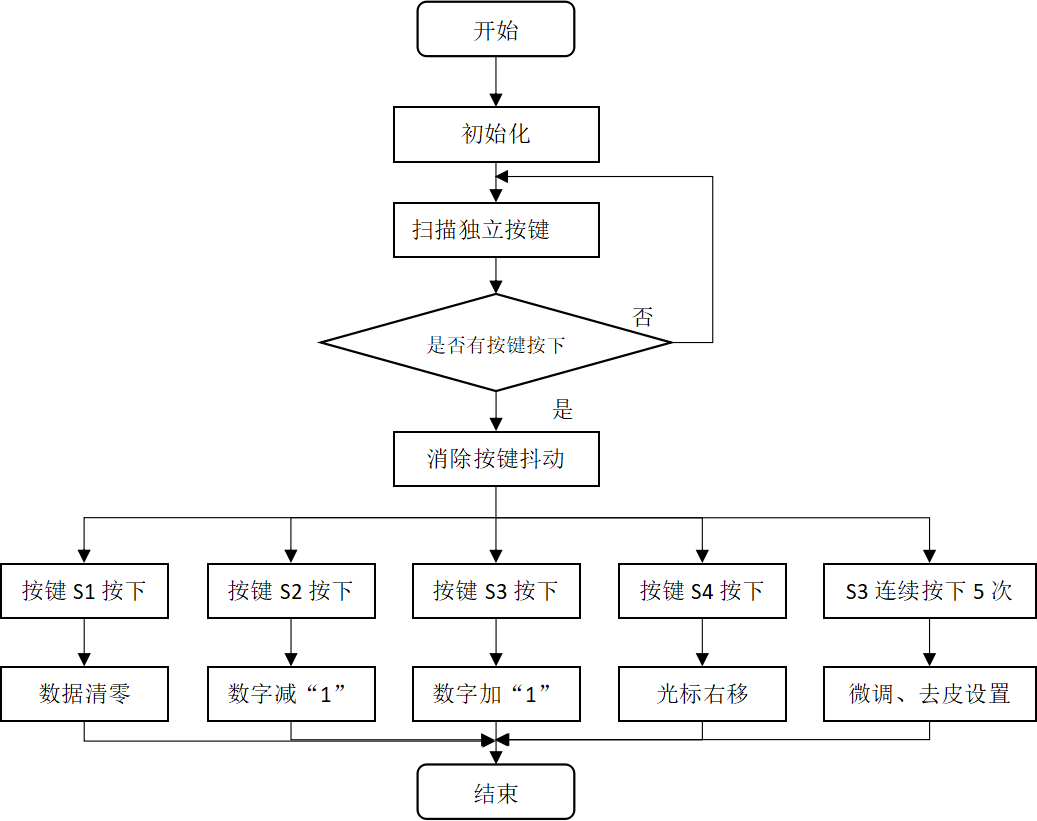 开始
初始化
扫描独立按键
否
是否有按键按下
是
消除按键抖动
按键 S1 按下
按键 S2 按下
按键 S3 按下
按键 S4 按下
S3 连续按下 5 次
数据清零
数字减“1”
数字加“1”
光标右移
微调、去皮设置
结束